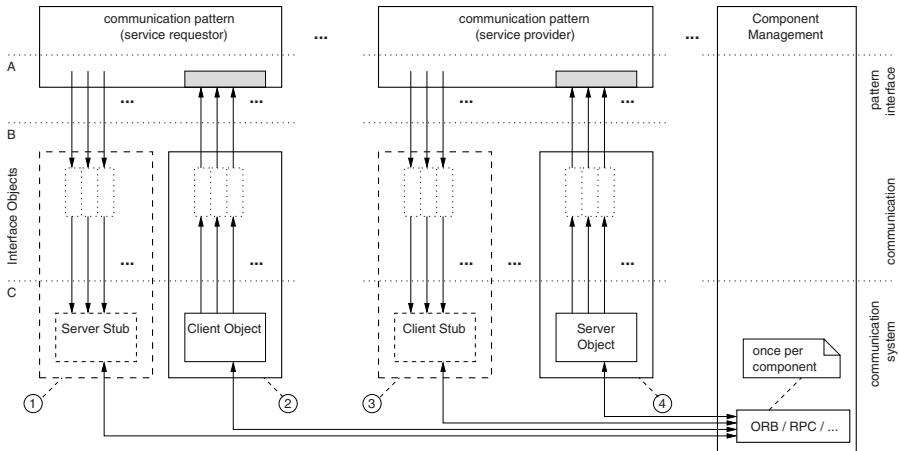 communication pattern
(service requestor)
...
communication pattern
(service provider)
...
Component
Management
A
...
...
...
...
pattern
interface
B
Interface Objects
communication
...
...
...
...
...
C
Server Stub
Client Object
Client Stub
Server
Object
communication
system
once per
component
1
2
3
4
ORB / RPC / ...